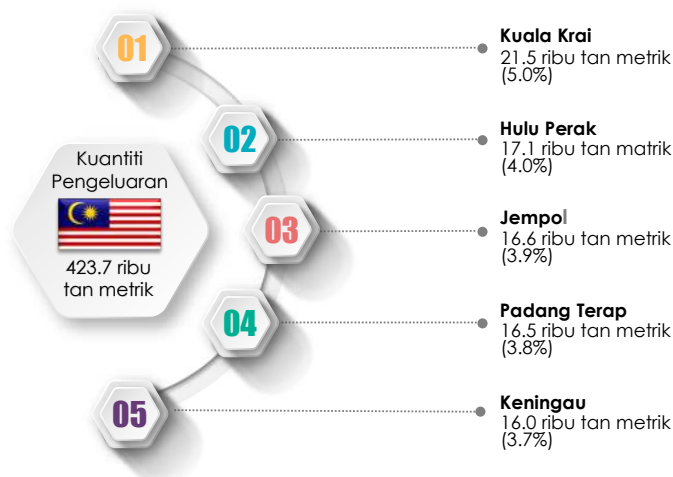 Kuantiti
Pengeluaran
423.7 ribu
tan metrik
01
Kuala Krai
21.5 ribu tan metrik
(5.0%)
02
Hulu Perak
17.1 ribu tan matrik
(4.0%)
03
Jempol
16.6 ribu tan metrik
(3.9%)
04
Padang Terap
16.5 ribu tan metrik
(3.8%)
05
Keningau
16.0 ribu tan metrik
(3.7%)